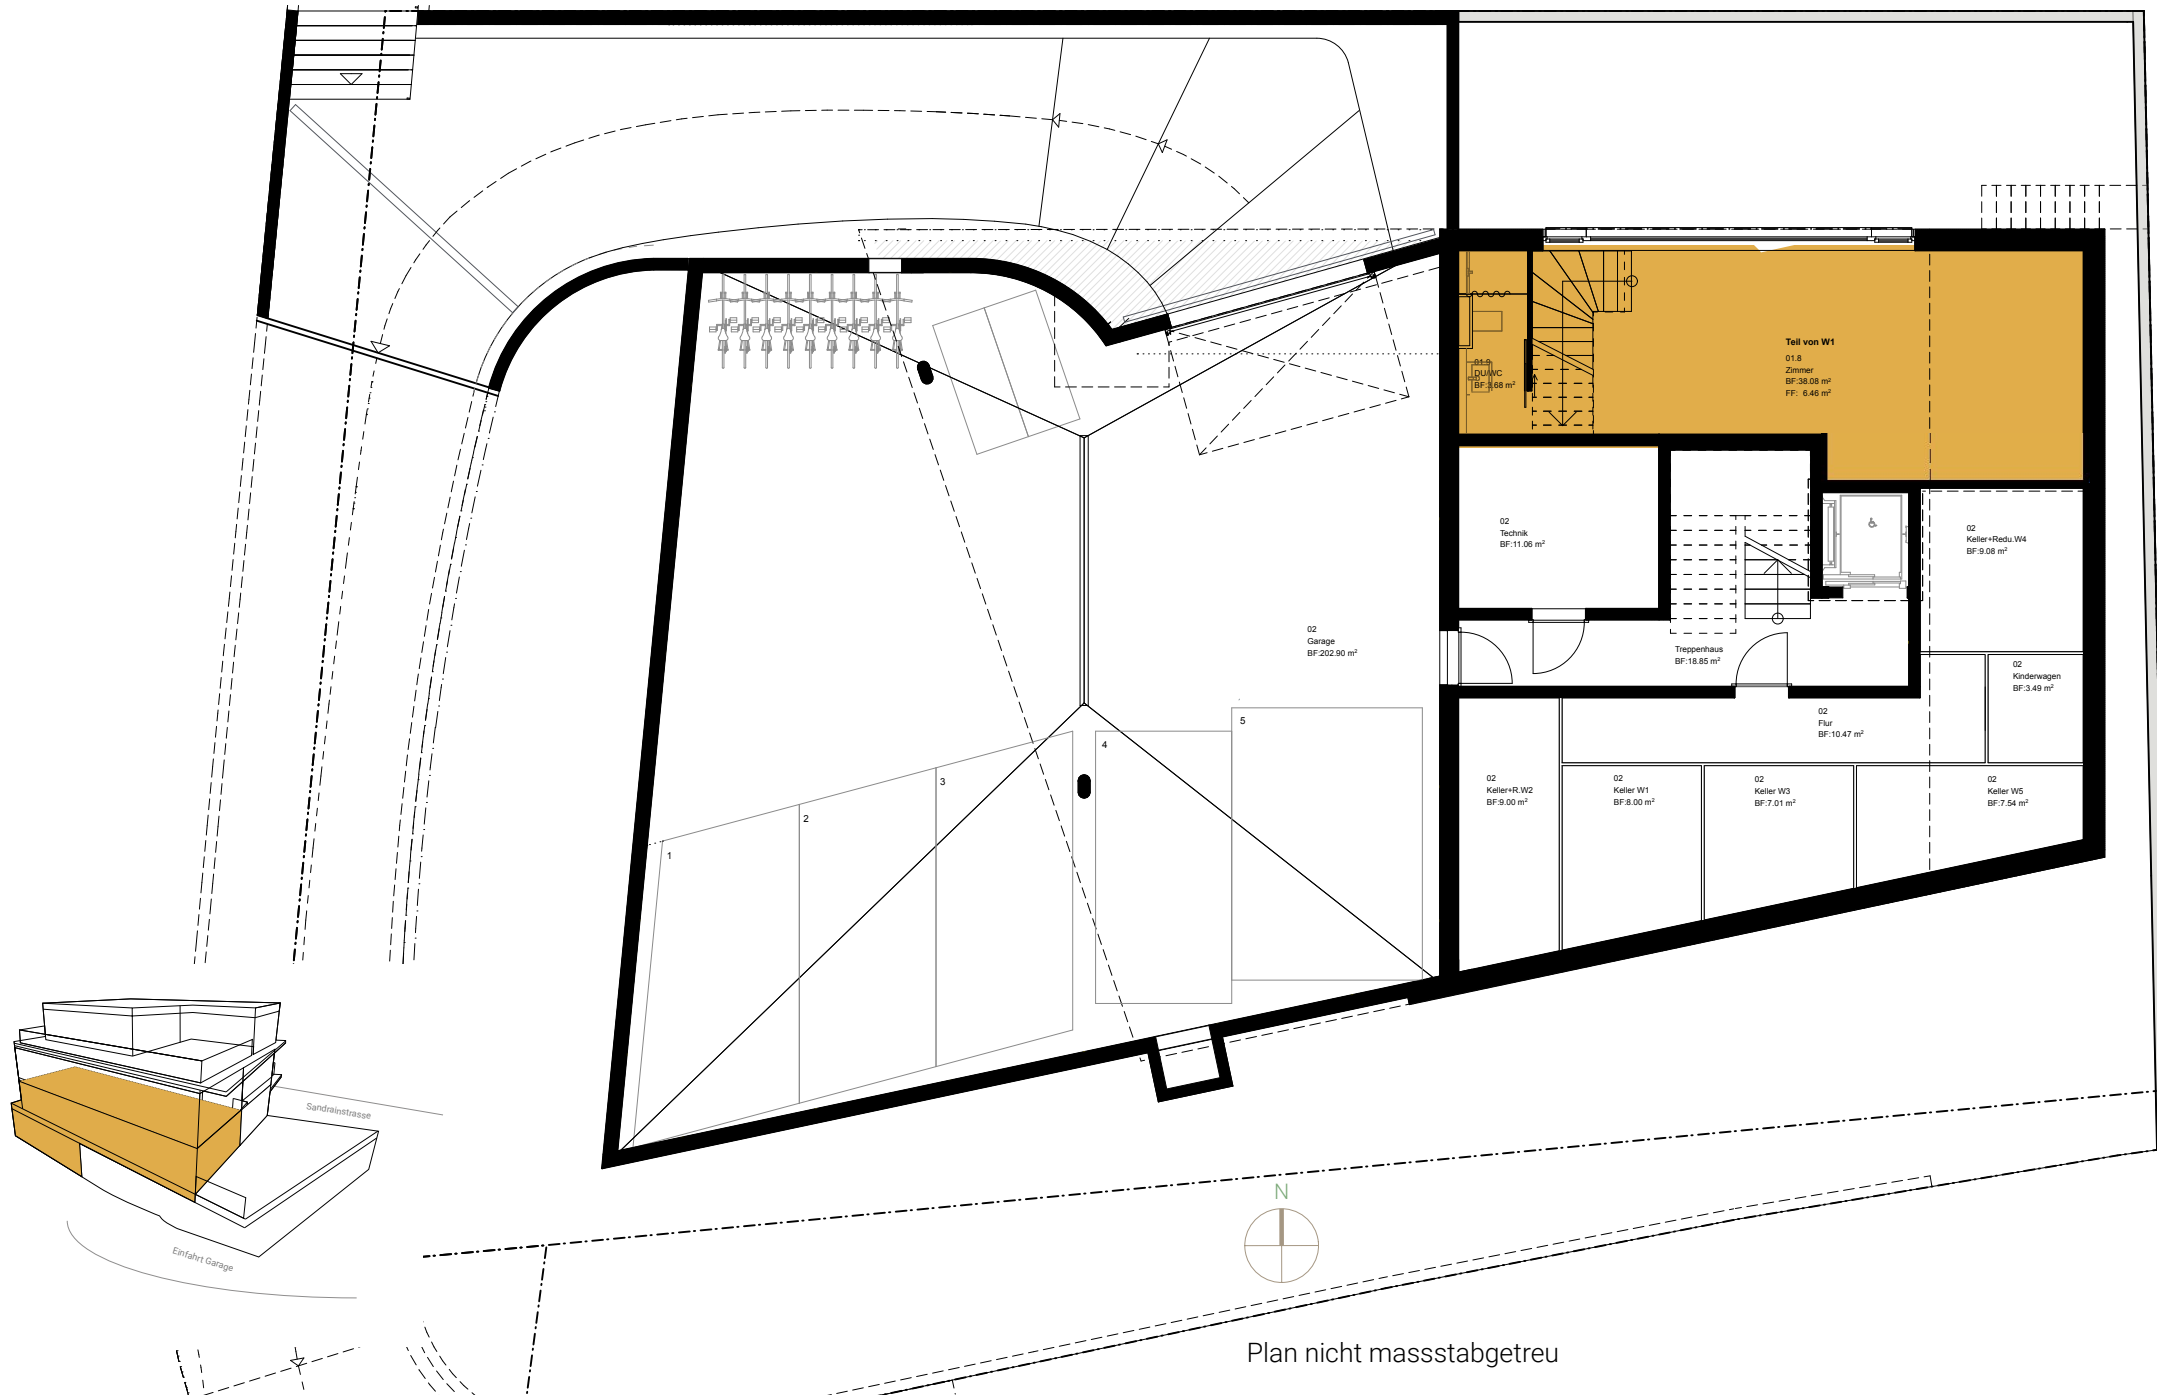 Teil von W1
01.8
Zimmer
BF:38.08 m²
FF: 6.46 m²
01.9
DU/WC
BF:3.68 m²
02
Technik
BF:11.06 m²
02
Keller+Redu.W4
BF:9.08 m²
02
Garage
BF:202.90 m²
Treppenhaus
BF:18.85 m²
02
Kinderwagen
BF:3.49 m²
02
Flur
BF:10.47 m²
5
4
3
2
1
02
Keller+R.W2
BF:9.00 m²
02
Keller W1
BF:8.00 m²
02
Keller W3
BF:7.01 m²
02
Keller W5
BF:7.54 m²
Sandrainstrasse
Einfahrt Garage
N
Plan nicht massstabgetreu